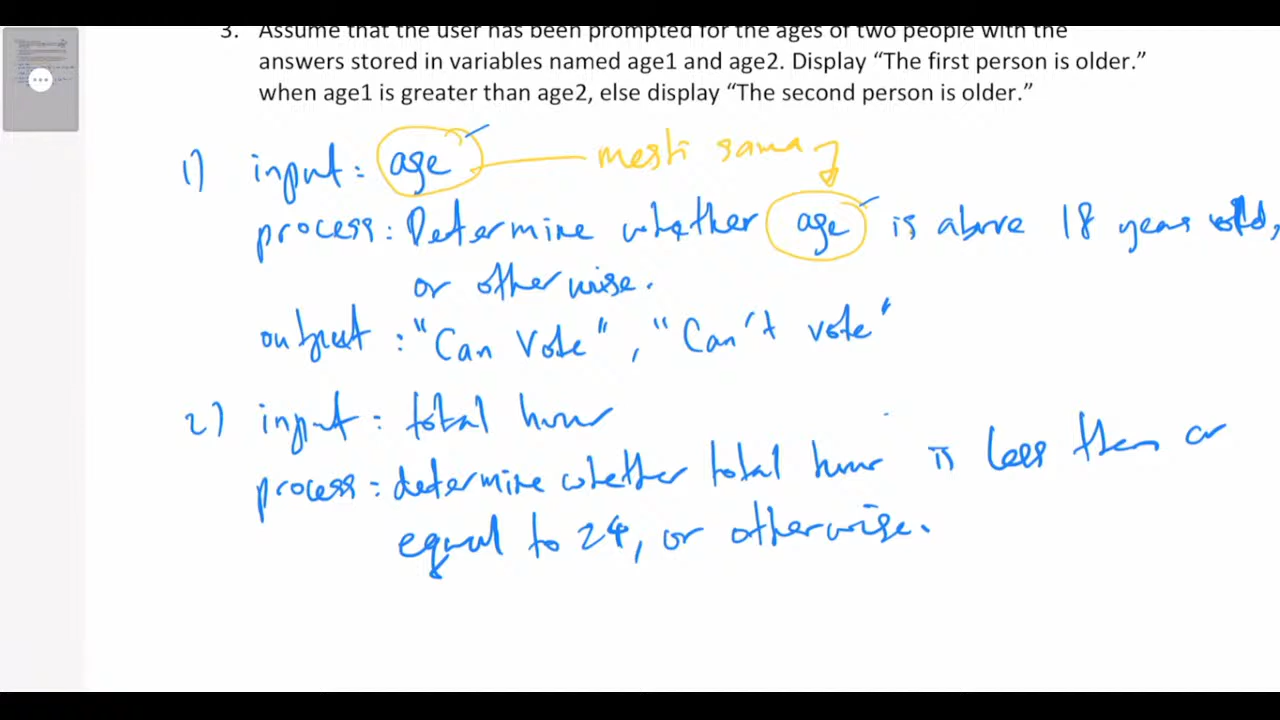 3. Assume that the user has been prompted for the ages of two people with the
answers stored in variables named age1 and age2. Display “The first person is older.”
when age1 is greater than age2, else display “The second person is older.”
1) input: age mesti sama
process: Determine whether age is above 18 years old,
or otherwise.
output: "Can Vote", "Can't vote"
2) input: total hour
process: determine whether total hour is less than or
equal to 24, or otherwise.